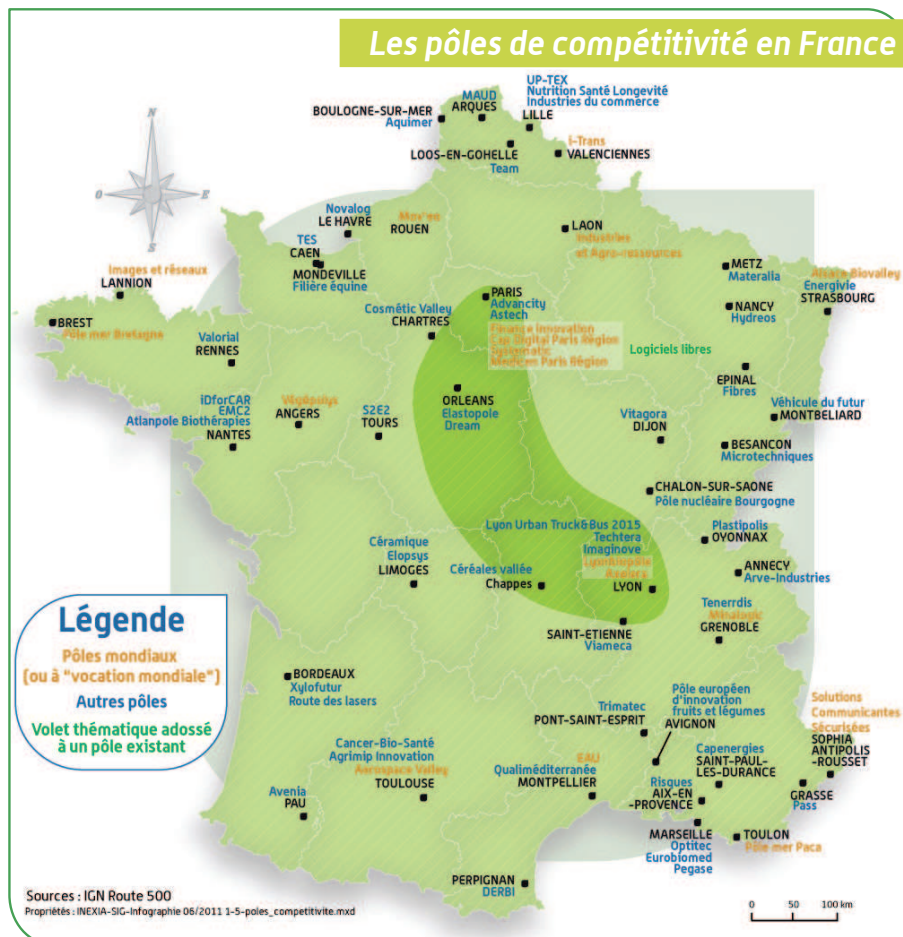 Les pôles de compétitivité en France
UP-TEX
Nutrition Santé Longevité
Industries du commerce
LILLE
MAUD
ARQUES
BOULOGNE-SUR-MER
Aquimer
I-Trans
VALENCIENNES
LOOS-EN-GOHELLE
Team
N
O
E
S
Novalog
LE HAVRE
Mov'eo
ROUEN
LAON
Industries
et Agro-ressources
TES
CAEN
MONDEVILLE
Filière équine
METZ
Materalia
Alsace Biovalley
Énergivie
STRASBOURG
Images et réseaux
LANNION
PARIS
Advancity
Astech
Finance Innovation
Cap Digital Paris Région
Systematic
Medicen Paris Région
NANCY
Hydreos
Cosmétic Valley
CHARTRES
BREST
Pôle mer Bretagne
Valorial
RENNES
Logiciels libres
EPINAL
Fibres
ORLEANS
Elastopole
Dream
iDforCAR
EMC2
Atlanpole Biothérapies
NANTES
Végépolys
ANGERS
S2E2
TOURS
Vitagora
DIJON
Véhicule du futur
MONTBELIARD
BESANCON
Microtechniques
CHALON-SUR-SAONE
Pôle nucléaire Bourgogne
Lyon Urban Truck&Bus 2015
Techtera
Imaginove
Lyonbiopole
Axelera
LYON
Plastipolis
OYONNAX
Céramique
Elopsys
LIMOGES
Céréales vallée
Chappes
ANNECY
Arve-Industries
Tenerrdis
Minalogic
GRENOBLE
SAINT-ETIENNE
Viameca
Légende
Pôles mondiaux
(ou à "vocation mondiale")
Autres pôles
Volet thématique adossé
à un pôle existant
BORDEAUX
Xylofutur
Route des lasers
Trimatec
PONT-SAINT-ESPRIT
Pôle européen
d'innovation
fruits et légumes
AVIGNON
Solutions
Communicantes
Sécurisées
SOPHIA
ANTIPOLIS
-ROUSSET
Cancer-Bio-Santé
Agrimip Innovation
Aerospace Valley
TOULOUSE
EAU
Qualiméditerranée
MONTPELLIER
Capenergies
SAINT-PAUL-
LES-DURANCE
Risques
AIX-EN
-PROVENCE
GRASSE
Pass
Avenia
PAU
MARSEILLE
Optitec
Eurobiomed
Pegase
TOULON
Pôle mer Paca
PERPIGNAN
DERBI
Sources : IGN Route 500
Propriétés : INEXIA-SIG-Infographie 06/2011 1-5-poles_competitivite.mxd
0 50 100 km